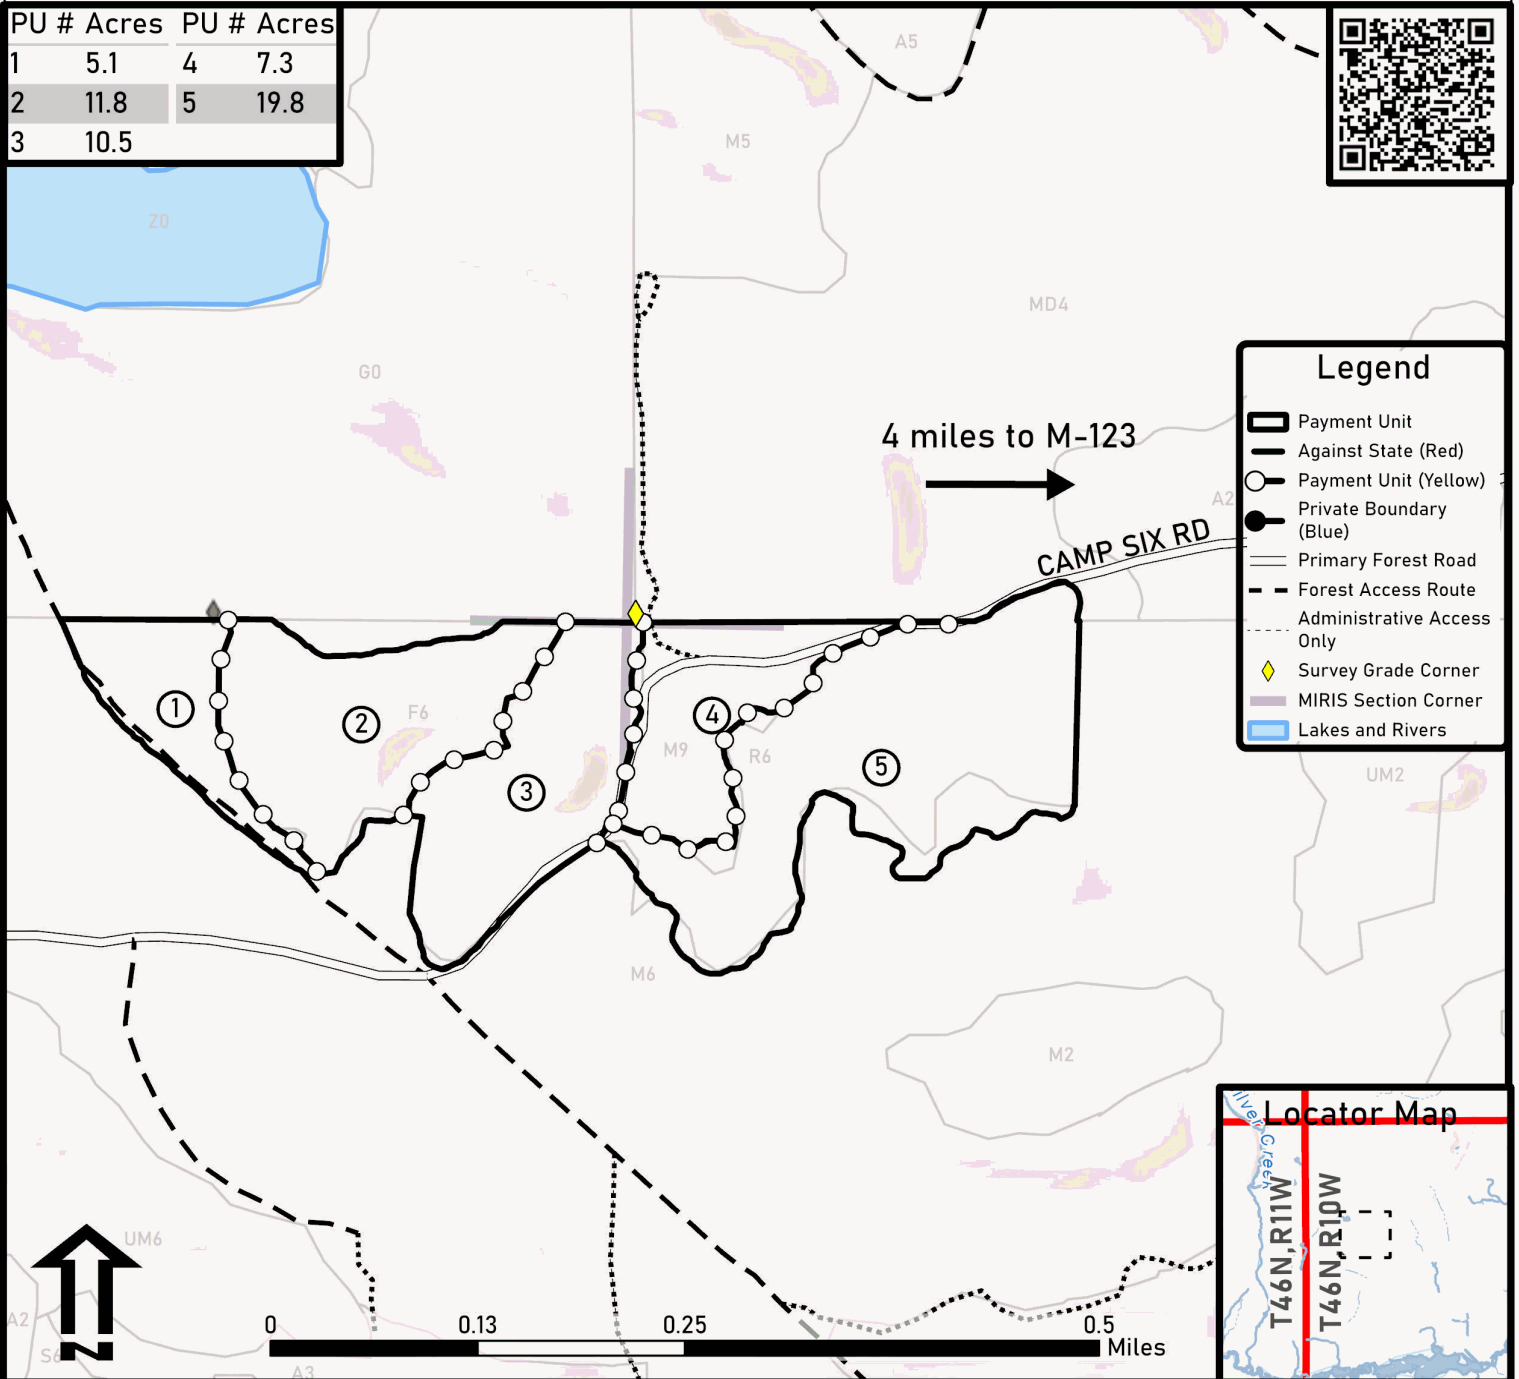 PU # Acres PU # Acres
1 5.1 4 7.3
2 11.8 5 19.8
3 10.5
A5
M5
Z0
MD4
G0
4 miles to M-123
A2
CAMP SIX RD
Legend
Payment Unit
Against State (Red)
Payment Unit (Yellow)
Private Boundary
(Blue)
Primary Forest Road
Forest Access Route
Administrative Access
Only
Survey Grade Corner
MIRIS Section Corner
Lakes and Rivers
1
2
F6
3
4
M9
R6
5
UM2
M6
M2
UM6
A2
A3
N
0 0.13 0.25 0.5
Miles
Locator Map
Creek
T46N,R11W
T46N,R10W